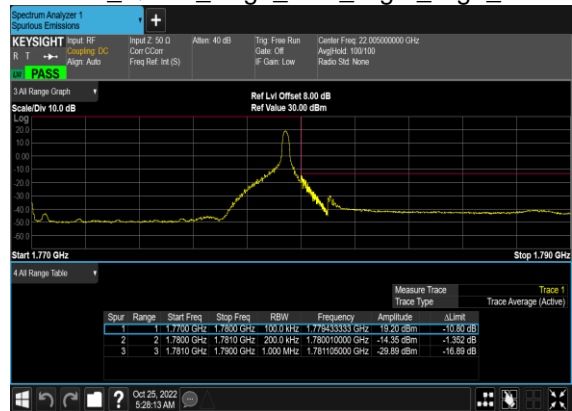 Spectrum Analyzer 1
Spurious Emissions
+
KEYSIGHT Input: RF Input Z: 50 Ω Atten: 40 dB Trig: Free Run Center Freq: 22.005000000 GHz
R T Coupling: DC Corr CCorr Gate: Off Avg|Hold: 100/100
Align: Auto Freq Ref: Int (S) IF Gain: Low Radio Std: None
PASS
3 All Range Graph Ref Lvl Offset 8.00 dB
Scale/Div 10.0 dB Ref Value 30.00 dBm
Log
20.0
10.0
0.00
-10.0
-20.0
-30.0
-40.0
-50.0
-60.0
Start 1.770 GHz Stop 1.790 GHz
4 All Range Table
Measure Trace Trace 1
Trace Type Trace Average (Active)
Spur Range Start Freq Stop Freq RBW Frequency Amplitude ΔLimit
1 1 1.7700 GHz 1.7800 GHz 100.0 kHz 1.779433333 GHz 19.20 dBm -10.80 dB
2 2 1.7800 GHz 1.7810 GHz 200.0 kHz 1.780010000 GHz -14.35 dBm -1.352 dB
3 3 1.7810 GHz 1.7900 GHz 1.000 MHz 1.781105000 GHz -29.89 dBm -16.89 dB
? Oct 25, 2022
5:28:13 AM